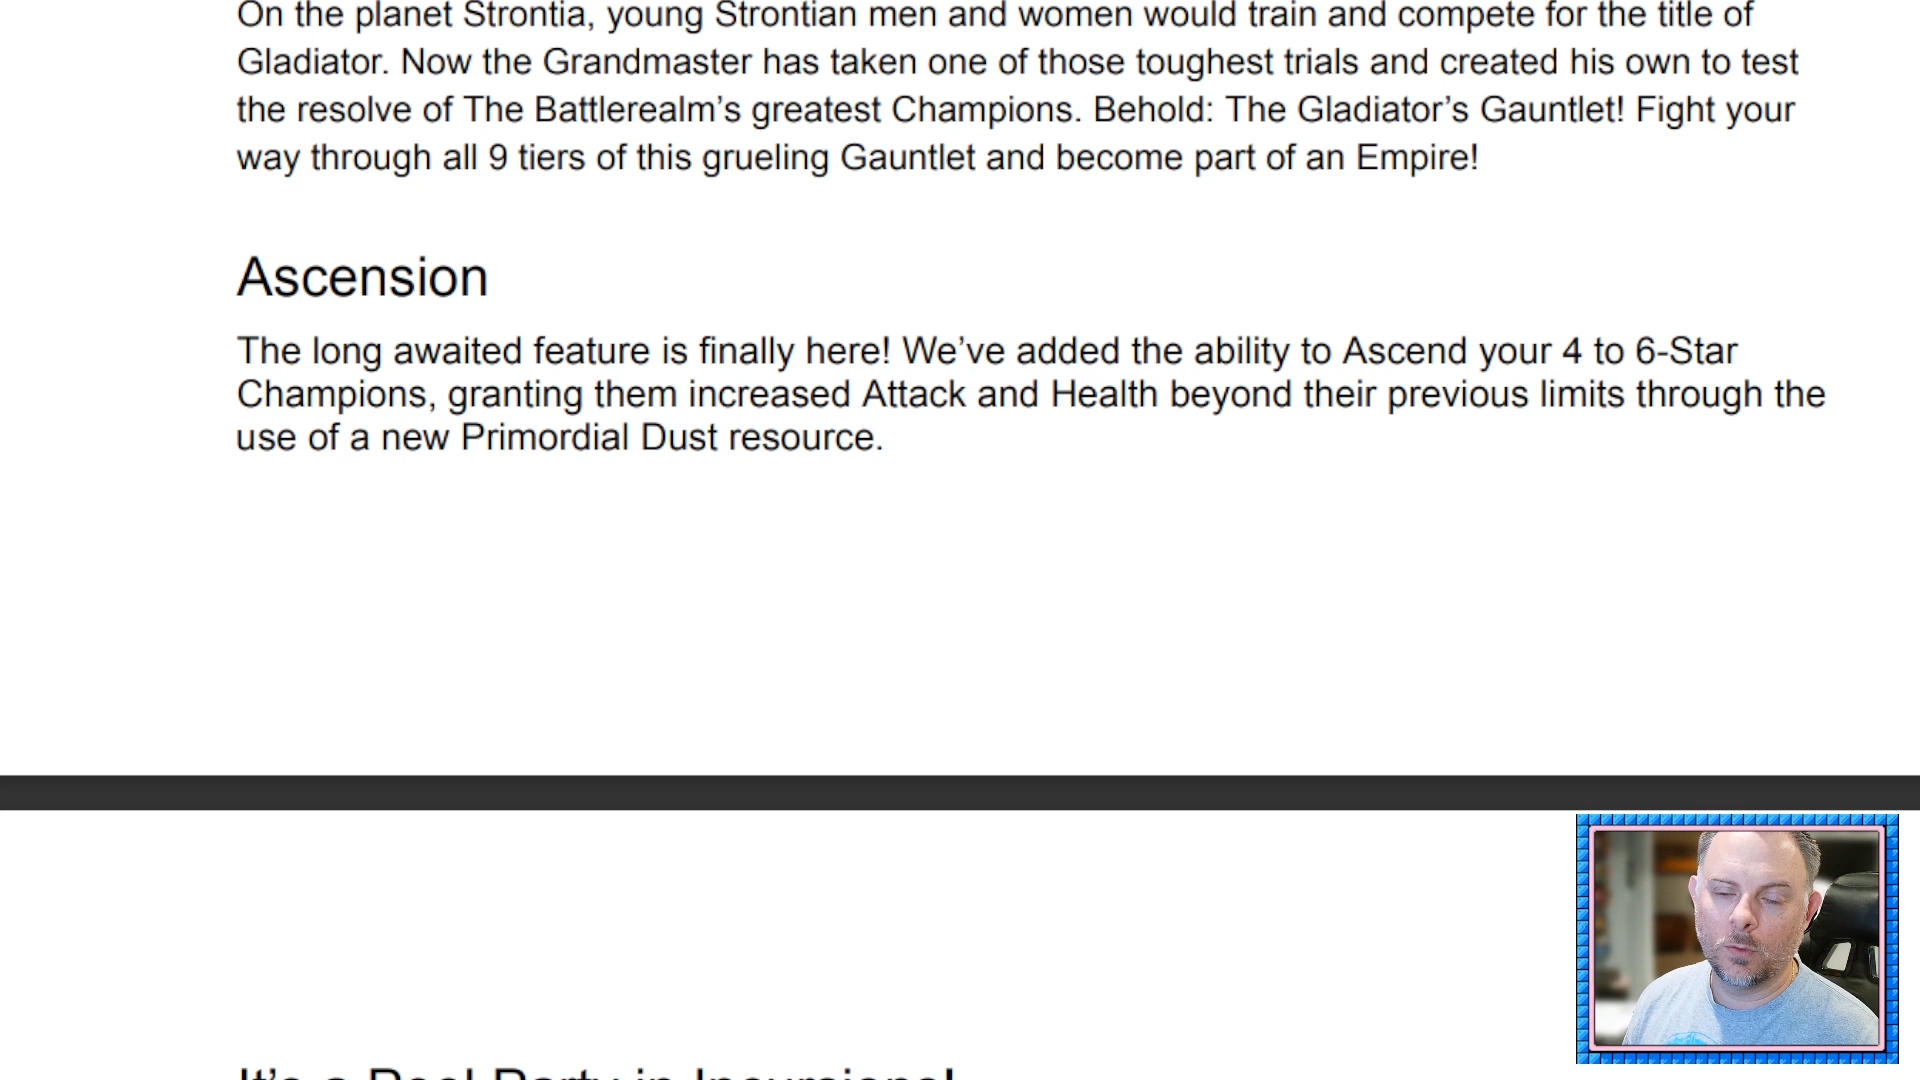 On the planet Strontia, young Strontian men and women would train and compete for the title of
Gladiator. Now the Grandmaster has taken one of those toughest trials and created his own to test
the resolve of The Battlerealm’s greatest Champions. Behold: The Gladiator’s Gauntlet! Fight your
way through all 9 tiers of this grueling Gauntlet and become part of an Empire!
Ascension
The long awaited feature is finally here! We’ve added the ability to Ascend your 4 to 6-Star
Champions, granting them increased Attack and Health beyond their previous limits through the
use of a new Primordial Dust resource.
It’s a Reel Party in Incursions!